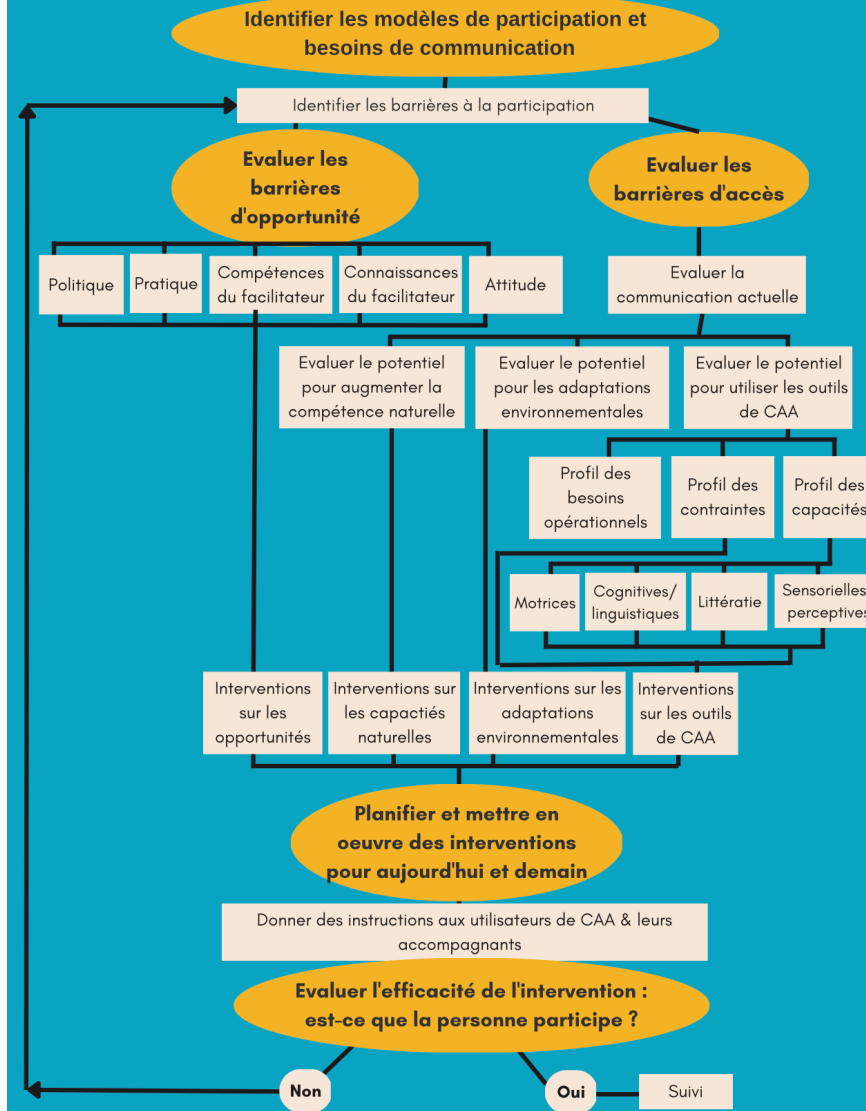 Identifier les modèles de participation et
besoins de communication
Identifier les barrières à la participation
Evaluer les
barrières
d'opportunité
Evaluer les
barrières d'accès
Politique
Pratique
Compétences
du facilitateur
Connaissances
du facilitateur
Attitude
Evaluer la
communication actuelle
Evaluer le potentiel
pour augmenter la
compétence naturelle
Evaluer le potentiel
pour les adaptations
environnementales
Evaluer le potentiel
pour utiliser les outils
de CAA
Profil des
besoins
opérationnels
Profil des
contraintes
Profil des
capacités
Motrices
Cognitives/
linguistiques
Littératie
Sensorielles
perceptives
Interventions
sur les
opportunités
Interventions sur
les capactiés
naturelles
Interventions sur les
adaptations
environnementales
Interventions
sur les outils
de CAA
Planifier et mettre en
oeuvre des interventions
pour aujourd'hui et demain
Donner des instructions aux utilisateurs de CAA & leurs
accompagnants
Evaluer l'efficacité de l'intervention :
est-ce que la personne participe ?
Non
Oui
Suivi